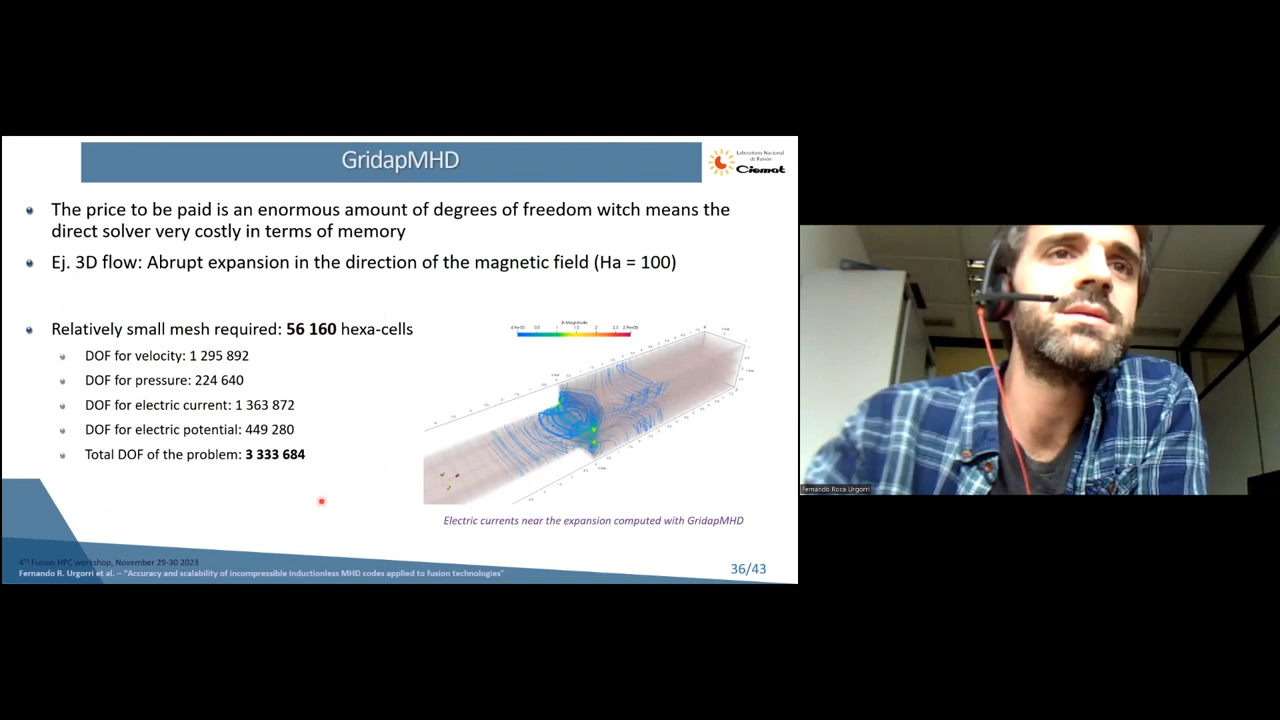 GridapMHD
Laboratorio Nacional
de Fusión
Ciemat
The price to be paid is an enormous amount of degrees of freedom witch means the
direct solver very costly in terms of memory
Ej. 3D flow: Abrupt expansion in the direction of the magnetic field (Ha = 100)
Relatively small mesh required: 56 160 hexa-cells
DOF for velocity: 1 295 892
DOF for pressure: 224 640
DOF for electric current: 1 363 872
DOF for electric potential: 449 280
Total DOF of the problem: 3 333 684
Electric currents near the expansion computed with GridapMHD
4TH Fusion HPC workshop, November 29-30 2023
Fernando R. Urgorri et al. – "Accuracy and scalability of incompressible inductionless MHD codes applied to fusion technologies"
36/43
Fernando Roca Urgorri